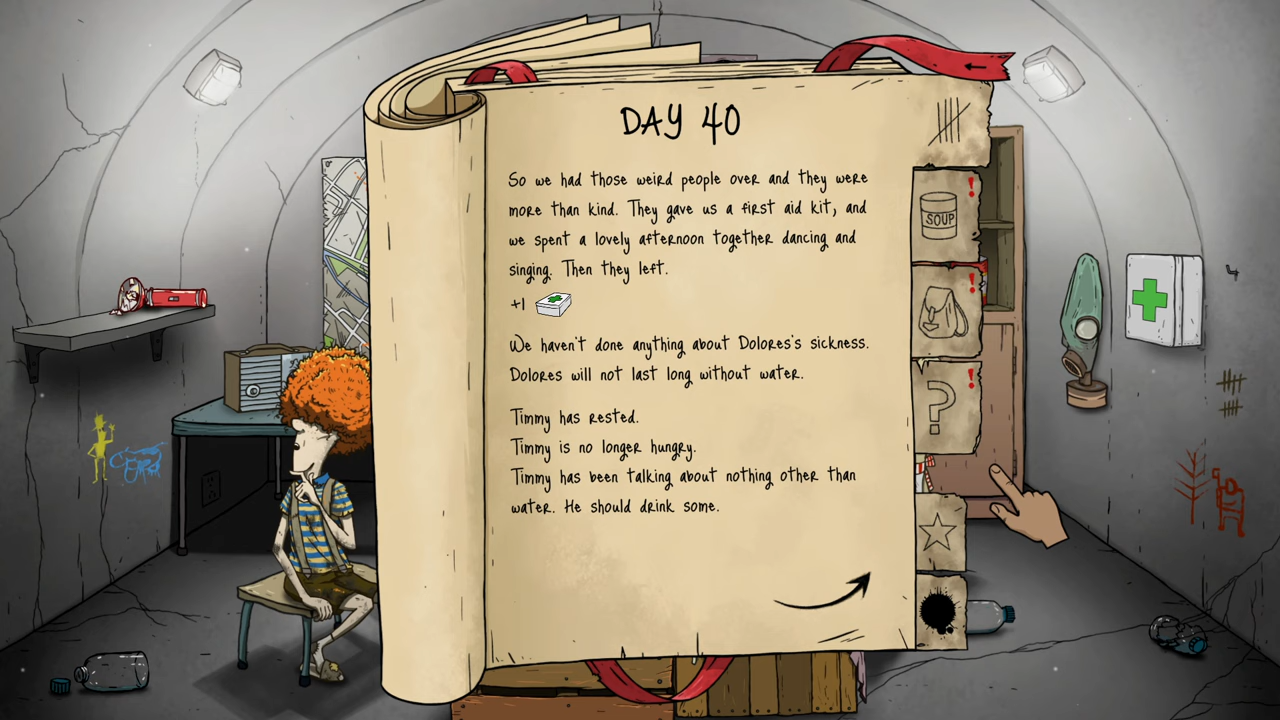 DAY 40
So we had those weird people over and they were
more than kind. They gave us a first aid kit, and
we spent a lovely afternoon together dancing and
singing. Then they left.
+1
We haven't done anything about Dolores's sickness.
Dolores will not last long without water.
Timmy has rested.
Timmy is no longer hungry.
Timmy has been talking about nothing other than
water. He should drink some.
!
SOUP
!
!
?